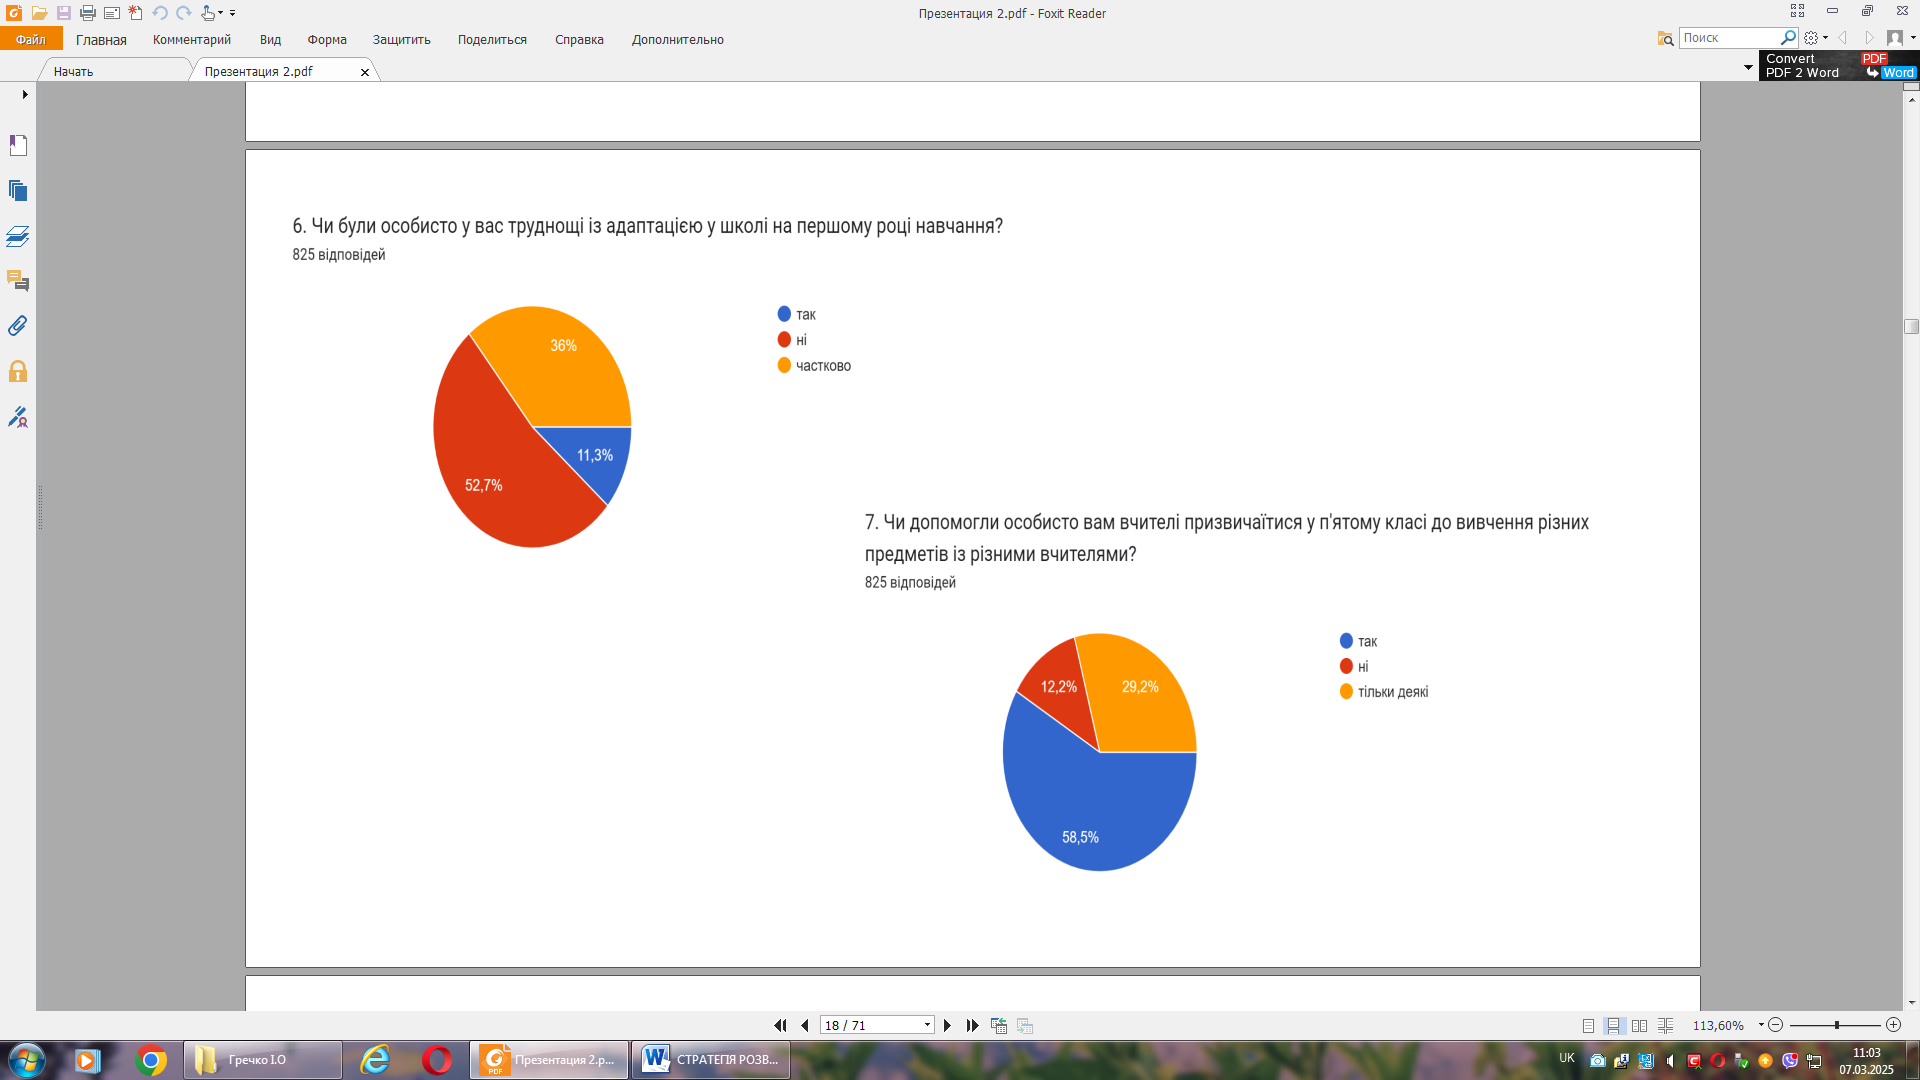 Презентация 2.pdf - Foxit Reader
Файл Главная Комментарий Вид Форма Защитить Поделиться Справка Дополнительно
Поиск
Начать Презентация 2.pdf
Convert PDF
PDF 2 Word Word
6. Чи були особисто у вас труднощі із адаптацією у школі на першому році навчання?
825 відповідей
так
ні
частково
36%
11,3%
52,7%
7. Чи допомогли особисто вам вчителі призвичаїтися у п'ятому класі до вивчення різних
предметів із різними вчителями?
825 відповідей
так
ні
тільки деякі
12,2%
29,2%
58,5%
18 / 71
113,60%
Гречко І.О
PDF
Презентация 2.p...
СТРАТЕГІЯ РОЗВ...
UK
11:03
07.03.2025